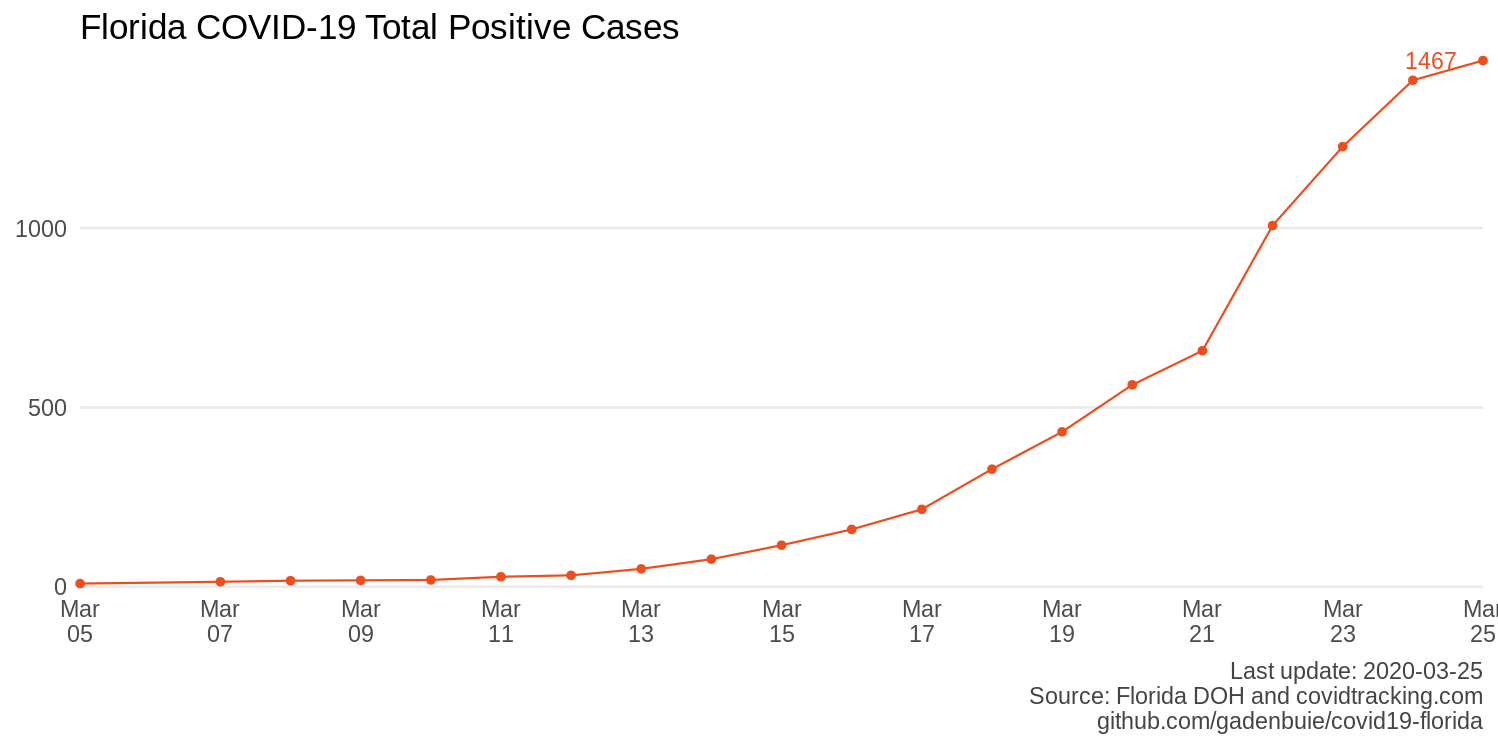 Florida COVID-19 Total Positive Cases
1467
1000
500
0
Mar Mar Mar Mar Mar Mar Mar Mar Mar Mar Mar
05 07 09 11 13 15 17 19 21 23 25
Last update: 2020-03-25
Source: Florida DOH and covidtracking.com
github.com/gadenbuie/covid19-florida